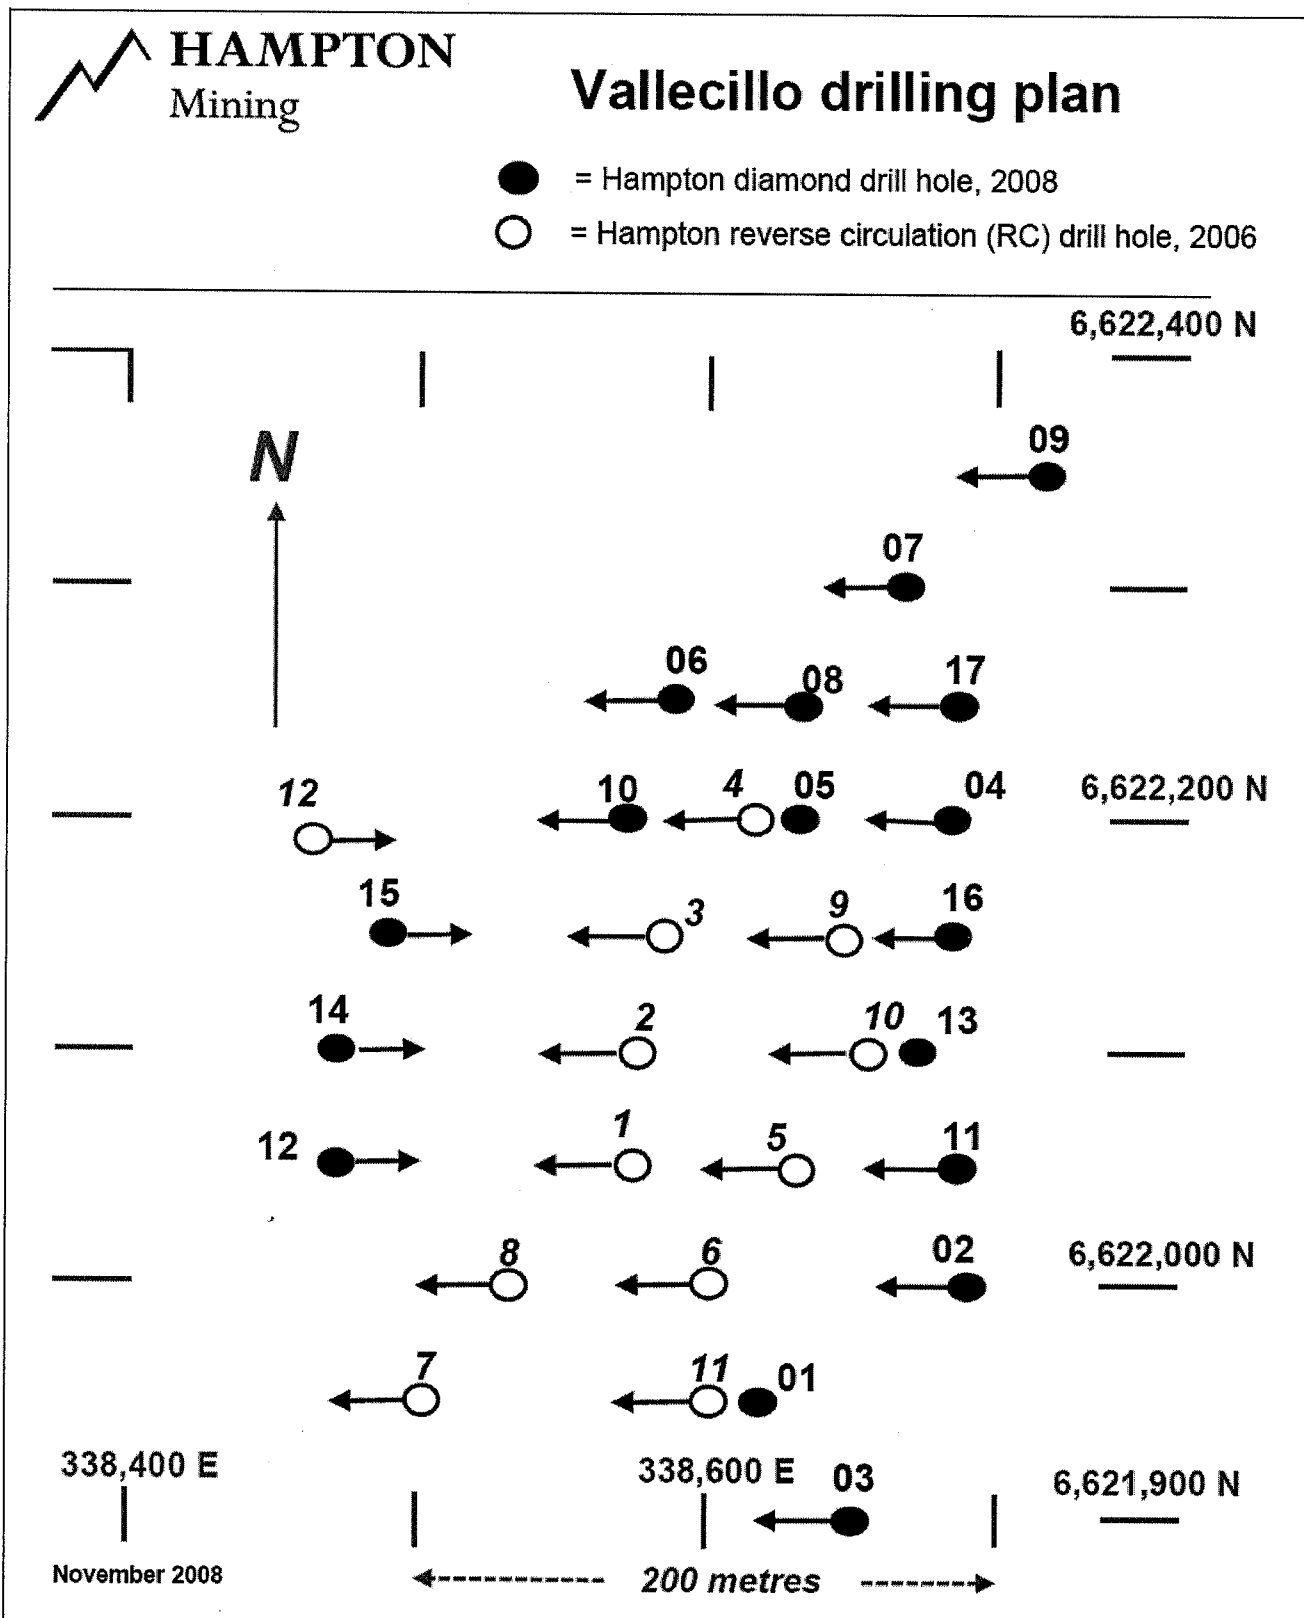 HAMPTON
Mining
Vallecillo drilling plan
= Hampton diamond drill hole, 2008
= Hampton reverse circulation (RC) drill hole, 2006
6,622,400 N
N
09
07
06 08 17
12 10 4 05 04 6,622,200 N
15 3 9 16
14 2 10 13
12 1 5 11
8 6 02 6,622,000 N
7 11 01
338,400 E 338,600 E 03 6,621,900 N
November 2008 200 metres